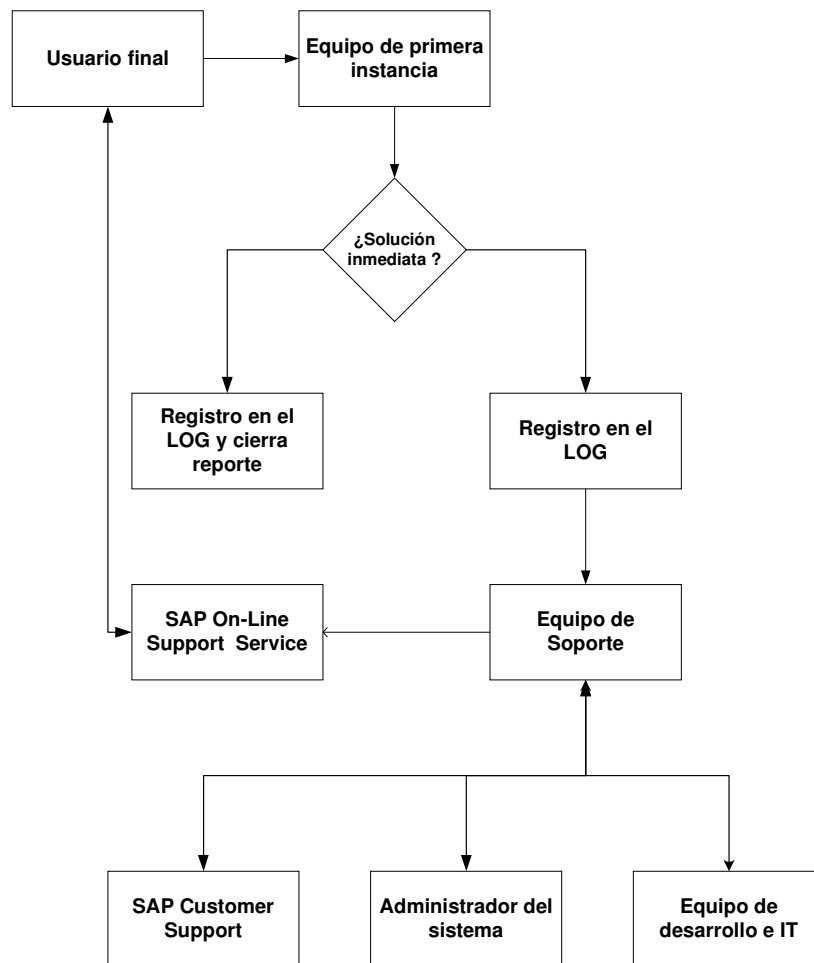 Usuario final
Equipo de primera
instancia
¿Solución
inmediata ?
Registro en el
LOG y cierra
reporte
Registro en el
LOG
SAP On-Line
Support Service
Equipo de
Soporte
SAP Customer
Support
Administrador del
sistema
Equipo de
desarrollo e IT